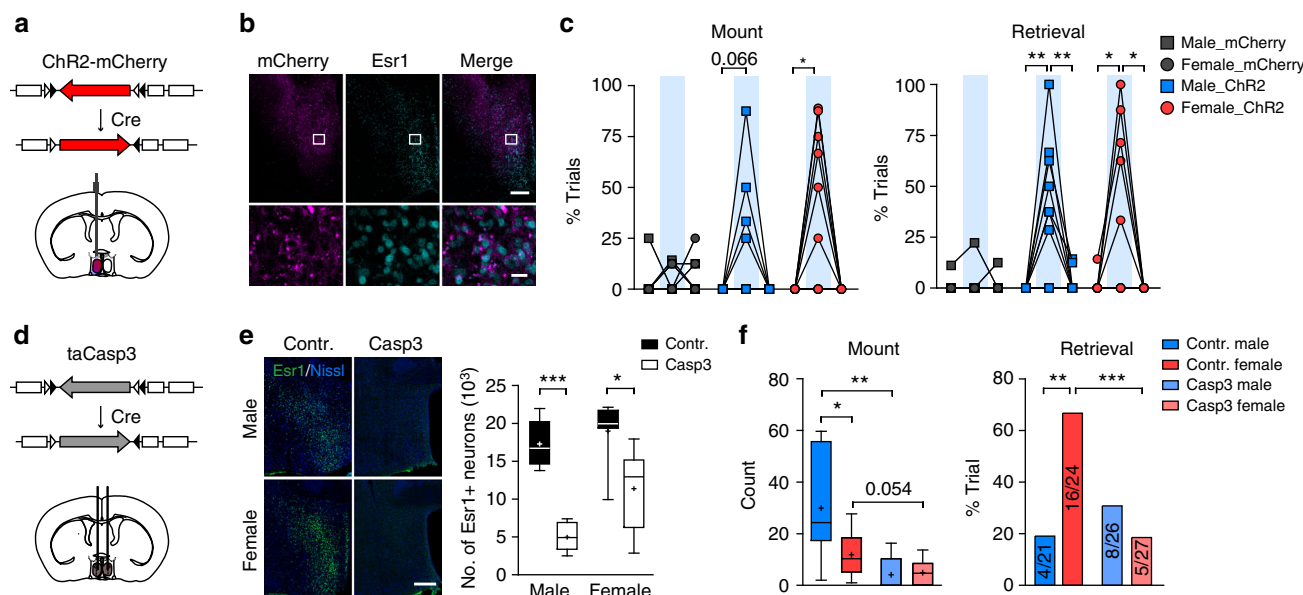 a
ChR2-mCherry
Cre
b
mCherry Esr1 Merge
c
Mount
0.066
*
% Trials
100
75
50
25
0
Retrieval
** **
* *
% Trials
100
75
50
25
0
Male_mCherry
Female_mCherry
Male_ChR2
Female_ChR2
d
taCasp3
Cre
e
Contr. Casp3
Esr1/Nissl
Male
Female
Contr.
Casp3
No. of Esr1+ neurons (10³)
25
20
15
10
5
0
***
*
Male Female
f
Mount
**
*
0.054
Count
80
60
40
20
0
Retrieval
** ***
% Trial
80
60
40
20
0
4/21
16/24
8/26
5/27
Contr. male
Contr. female
Casp3 male
Casp3 female